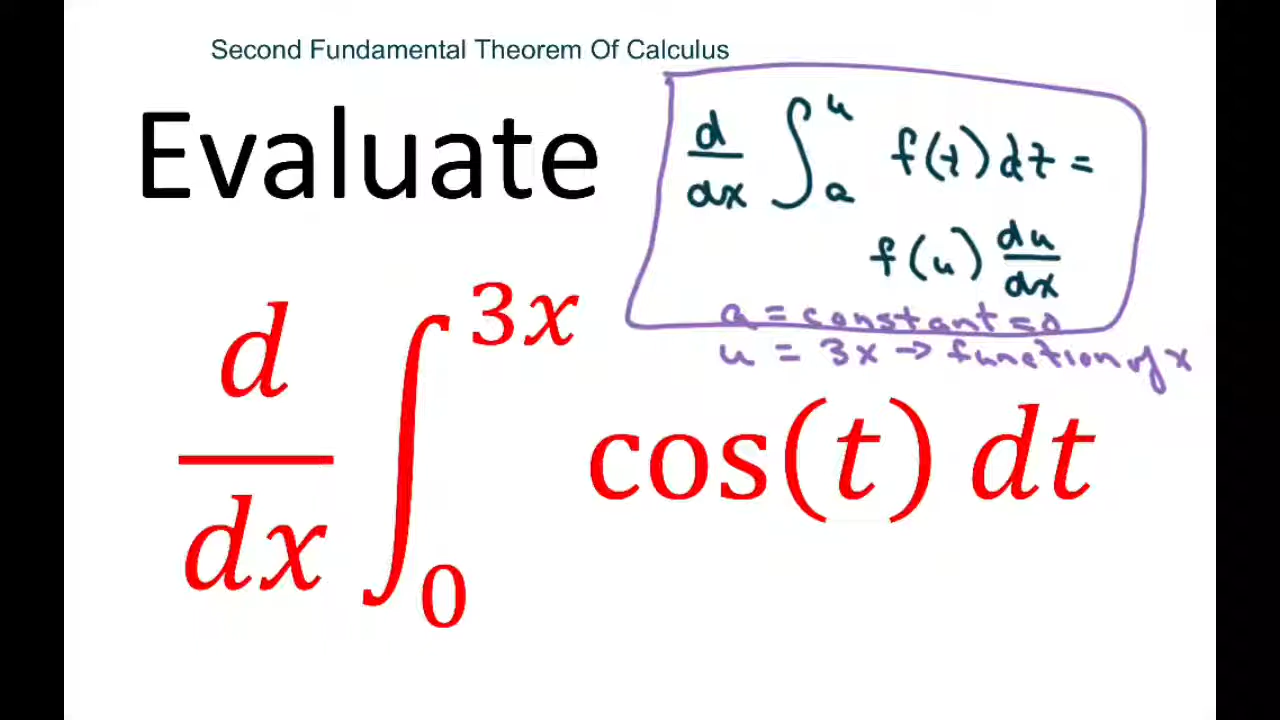 Second Fundamental Theorem Of Calculus
Evaluate
d/dx ∫_a^u f(t) dt =
f(u) du/dx
a = constant = 0
u = 3x → function of x
d/dx ∫_0^{3x} cos(t) dt